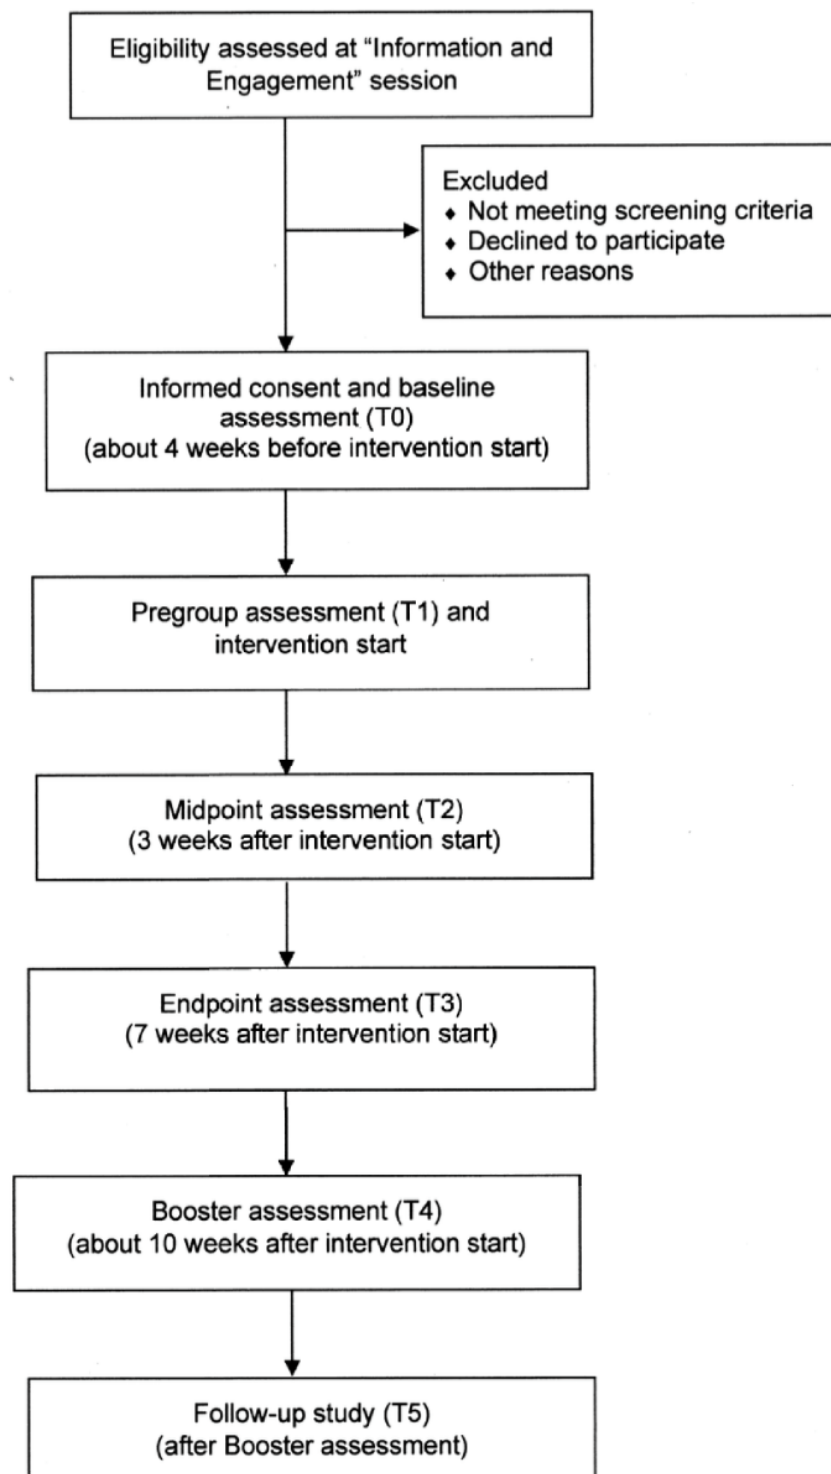 Eligibility assessed at “Information and
Engagement” session
Excluded
♦ Not meeting screening criteria
♦ Declined to participate
♦ Other reasons
Informed consent and baseline
assessment (T0)
(about 4 weeks before intervention start)
Pregroup assessment (T1) and
intervention start
Midpoint assessment (T2)
(3 weeks after intervention start)
Endpoint assessment (T3)
(7 weeks after intervention start)
Booster assessment (T4)
(about 10 weeks after intervention start)
Follow-up study (T5)
(after Booster assessment)